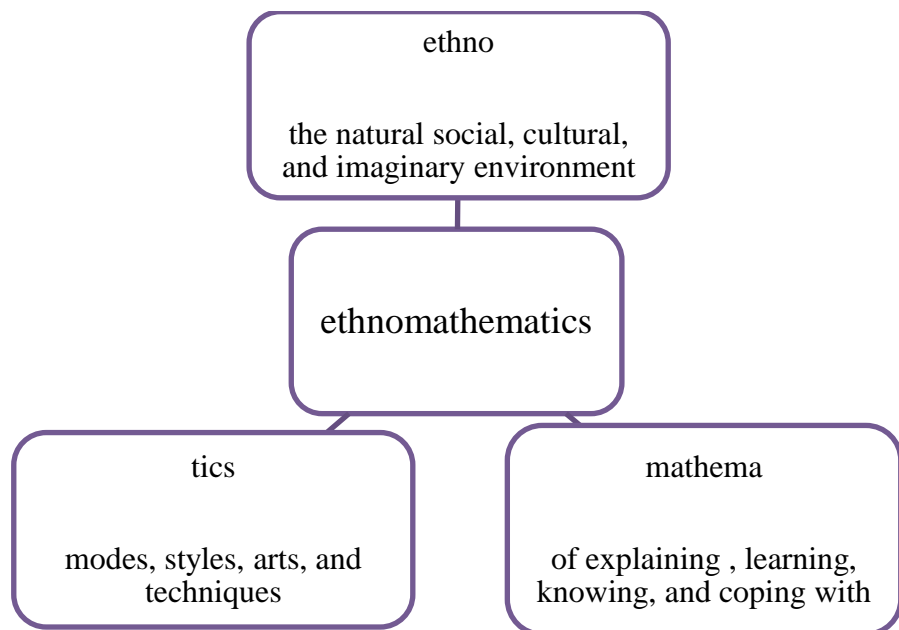 ethno
the natural social, cultural,
and imaginary environment
ethnomathematics
tics
modes, styles, arts, and
techniques
mathema
of explaining , learning,
knowing, and coping with